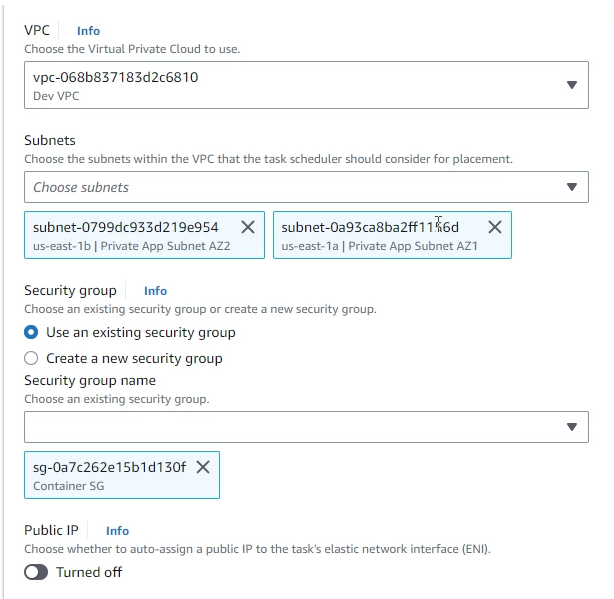 VPC Info
Choose the Virtual Private Cloud to use.
vpc-068b837183d2c6810
Dev VPC
Subnets
Choose the subnets within the VPC that the task scheduler should consider for placement.
Choose subnets
subnet-0799dc933d219e954
us-east-1b | Private App Subnet AZ2
us-east-1a | Private App Subnet AZ1
Security group Info
Choose an existing security group or create a new security group.
Use an existing security group
Create a new security group
Security group name
Choose an existing security group.
sg-0a7c262e15b1d130f
Container SG
Public IP Info
Choose whether to auto-assign a public IP to the task's elastic network interface (ENI).
Turned off